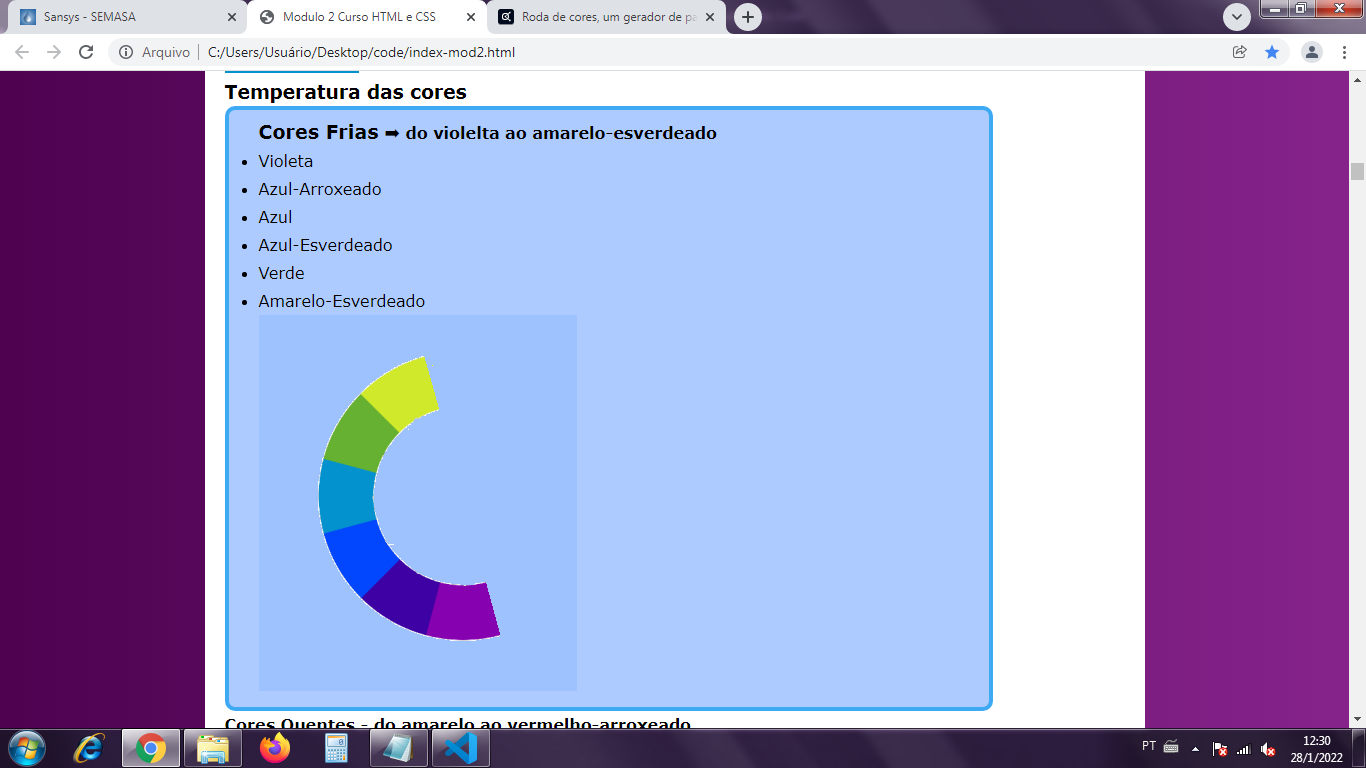 Sansys - SEMASA
Modulo 2 Curso HTML e CSS
Roda de cores, um gerador de pa
Arquivo
C:/Users/Usuário/Desktop/code/index-mod2.html
Temperatura das cores
Cores Frias ➡ do violelta ao amarelo-esverdeado
Violeta
Azul-Arroxeado
Azul
Azul-Esverdeado
Verde
Amarelo-Esverdeado
Cores Quentes - do amarelo ao vermelho-arroxeado
PT
12:30
28/1/2022